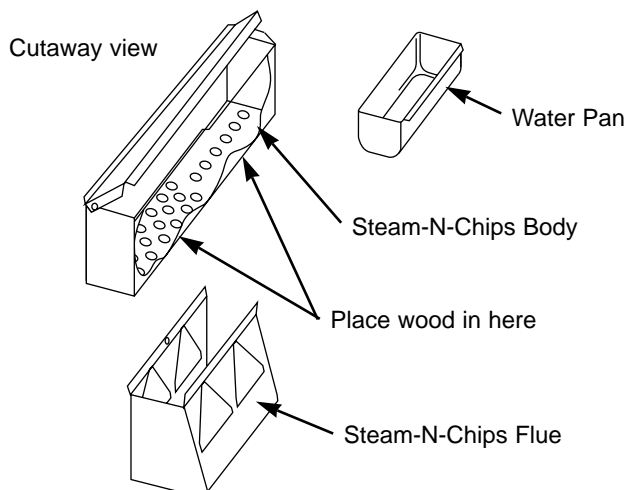 Cutaway view
Water Pan
Steam-N-Chips Body
Place wood in here
Steam-N-Chips Flue